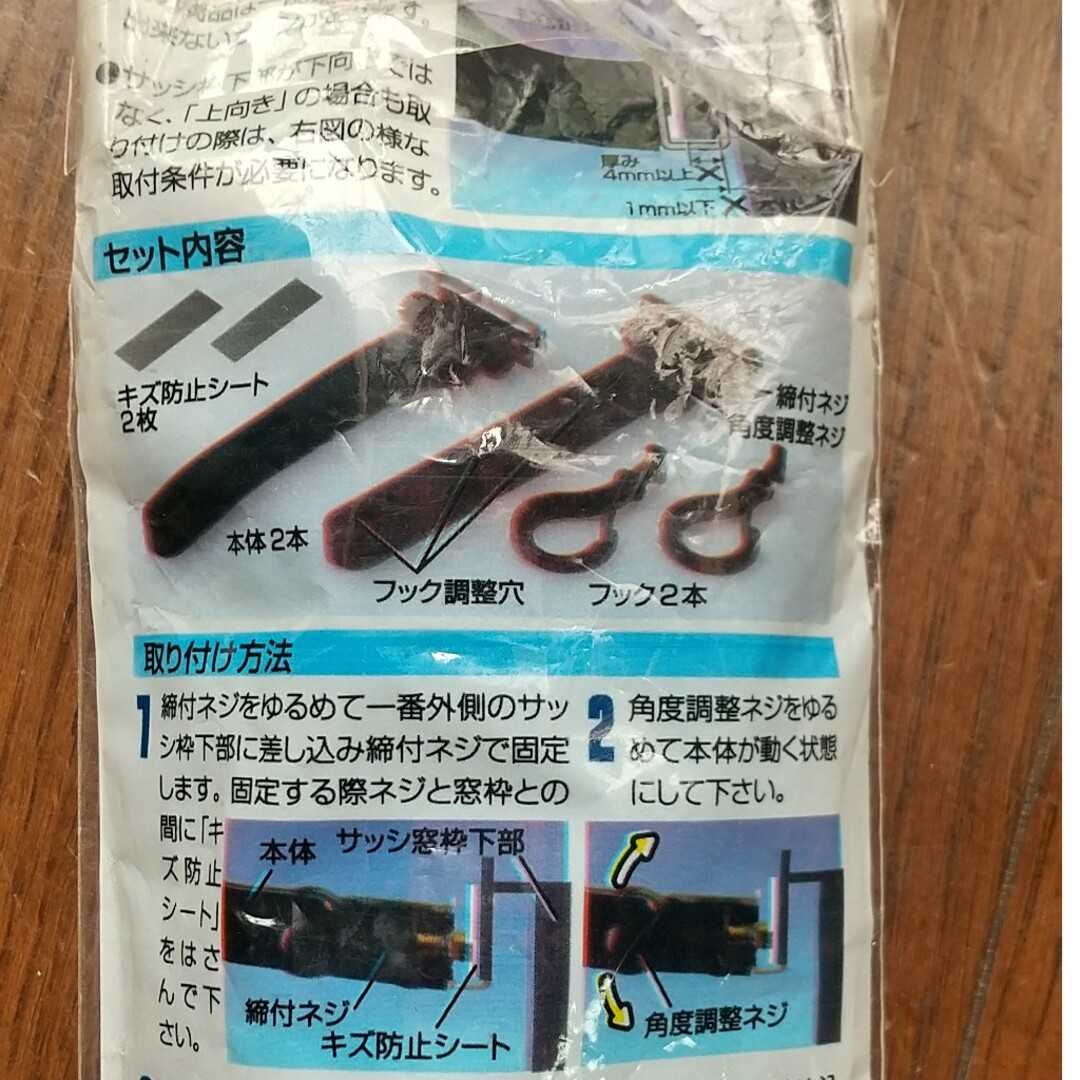 ●サッシ枠下部が下向きでは
なく、「上向き」の場合も取
り付けの際は、右図の様な
取付条件が必要になります。
厚み
4mm以上
1mm以下
セット内容
キズ防止シート
2枚
締付ネジ
角度調整ネジ
本体2本
フック調整穴
フック2本
取り付け方法
1 締付ネジをゆるめて一番外側のサッ
シ枠下部に差し込み締付ネジで固定
します。固定する際ネジと窓枠との
間に「キ
ズ防止
シート」
をはさ
んで下
さい。
本体
サッシ窓枠下部
締付ネジ
キズ防止シート
2 角度調整ネジをゆる
めて本体が動く状態
にして下さい。
角度調整ネジ